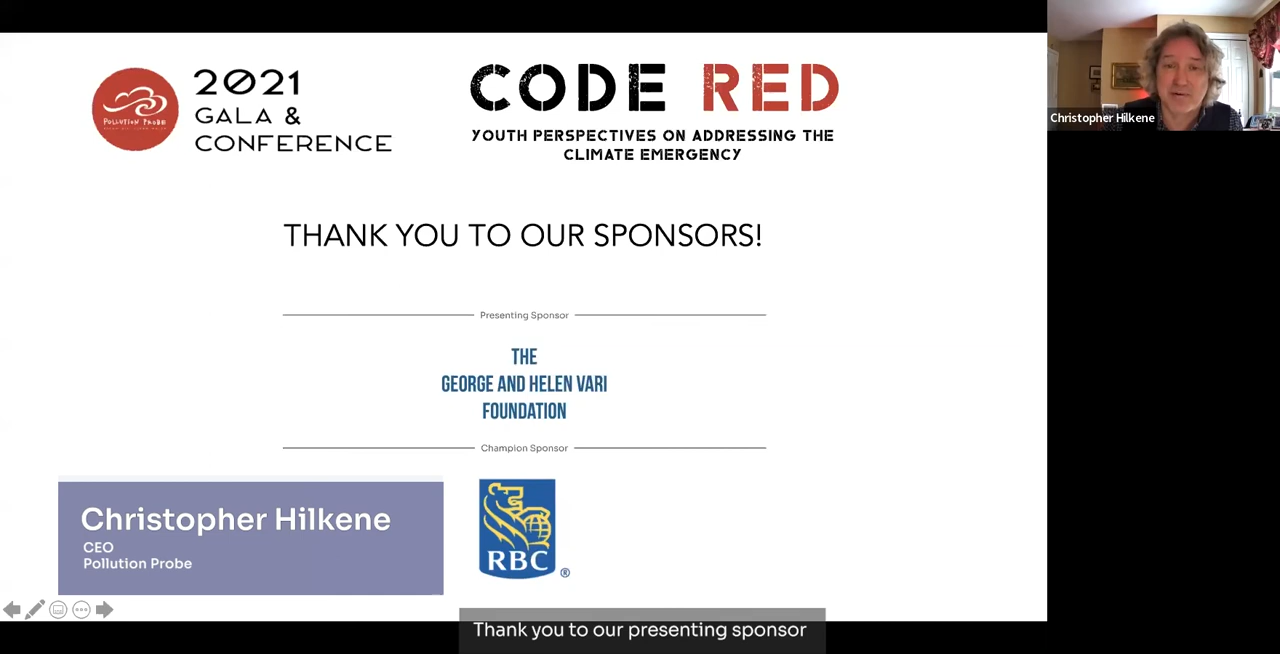 2021
GALA &
CONFERENCE
POLLUTION PROBE
CODE RED
YOUTH PERSPECTIVES ON ADDRESSING THE
CLIMATE EMERGENCY
Christopher Hilkene
THANK YOU TO OUR SPONSORS!
Presenting Sponsor
THE
GEORGE AND HELEN VARI
FOUNDATION
Champion Sponsor
Christopher Hilkene
CEO
Pollution Probe
RBC
®
Thank you to our presenting sponsor